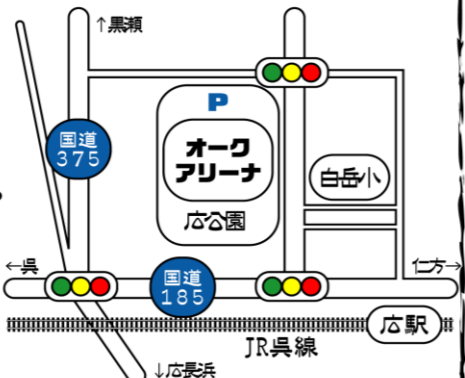 ↑黒瀬
P
国道
375
オーク
アリーナ
白岳小
広公園
←呉
仁方→
国道
185
広駅
JR呉線
↓広長浜